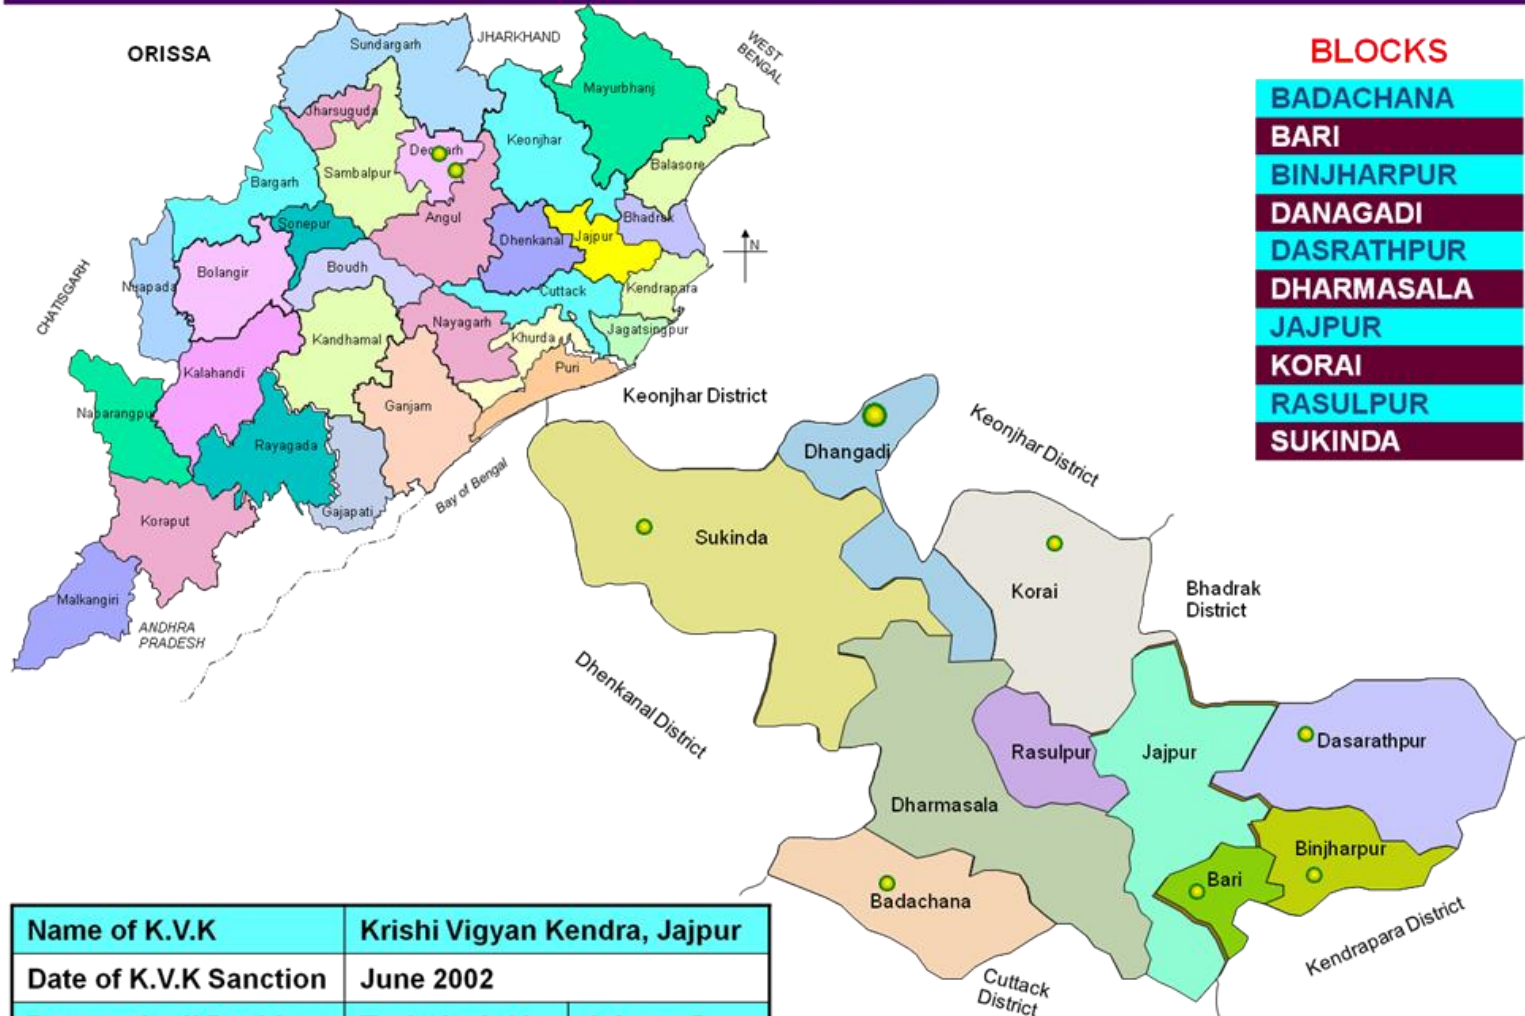 ORISSA
Sundargarh
JHARKHAND
WEST
BENGAL
Mayurbhanj
Jharsuguda
Keonjhar
Balasore
Sambalpur
Bargarh
Sonepur
Angul
Dhenkanal
Jajpur
Bhadrak
N
Bolangir
Boudh
Cuttack
Kendrapara
CHATISGARH
Nayagarh
Khurda
Jagatsingpur
Kandhamal
Kalahandi
Puri
Ganjam
Rayagada
Gajapati
Koraput
Malkangiri
ANDHRA
PRADESH
Bay of Bengal
BLOCKS
BADACHANA
BARI
BINJHARPUR
DANAGADI
DASRATHPUR
DHARMASALA
JAJPUR
KORAI
RASULPUR
SUKINDA
Keonjhar District
Keonjhar District
Dhangadi
Sukinda
Korai
Bhadrak
District
Dhenkanal District
Rasulpur
Jajpur
Dasarathpur
Dharmasala
Binjharpur
Bari
Badachana
Kendrapara District
Cuttack
District
Name of K.V.K Krishi Vigyan Kendra, Jajpur
Date of K.V.K Sanction June 2002